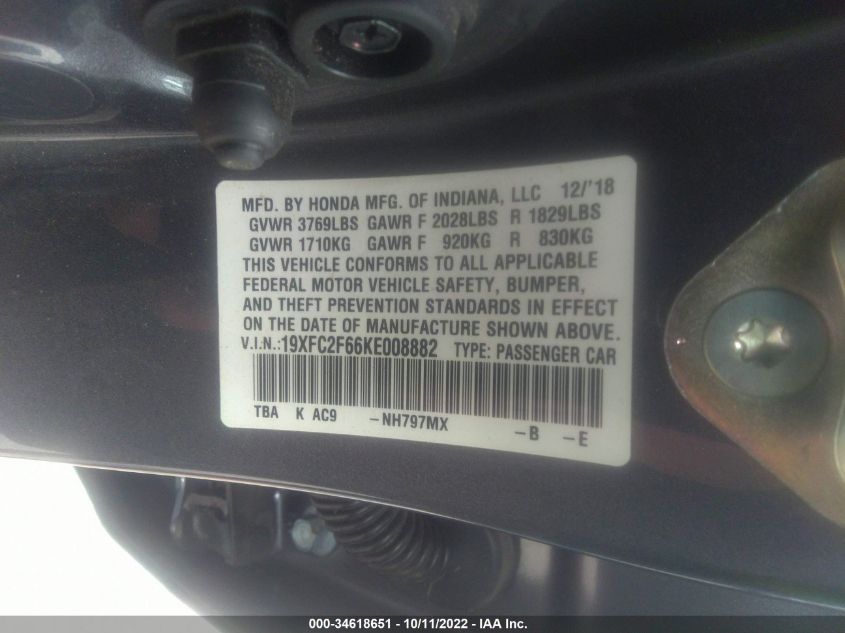 MFD. BY HONDA MFG. OF INDIANA, LLC 12/'18
GVWR 3769LBS GAWR F 2028LBS R 1829LBS
GVWR 1710KG GAWR F 920KG R 830KG
THIS VEHICLE CONFORMS TO ALL APPLICABLE
FEDERAL MOTOR VEHICLE SAFETY, BUMPER,
AND THEFT PREVENTION STANDARDS IN EFFECT
ON THE DATE OF MANUFACTURE SHOWN ABOVE.
V.I.N.:19XFC2F66KE008882 TYPE: PASSENGER CAR
TBA K AC9 -NH797MX -B -E
000-34618651 - 10/11/2022 - IAA Inc.